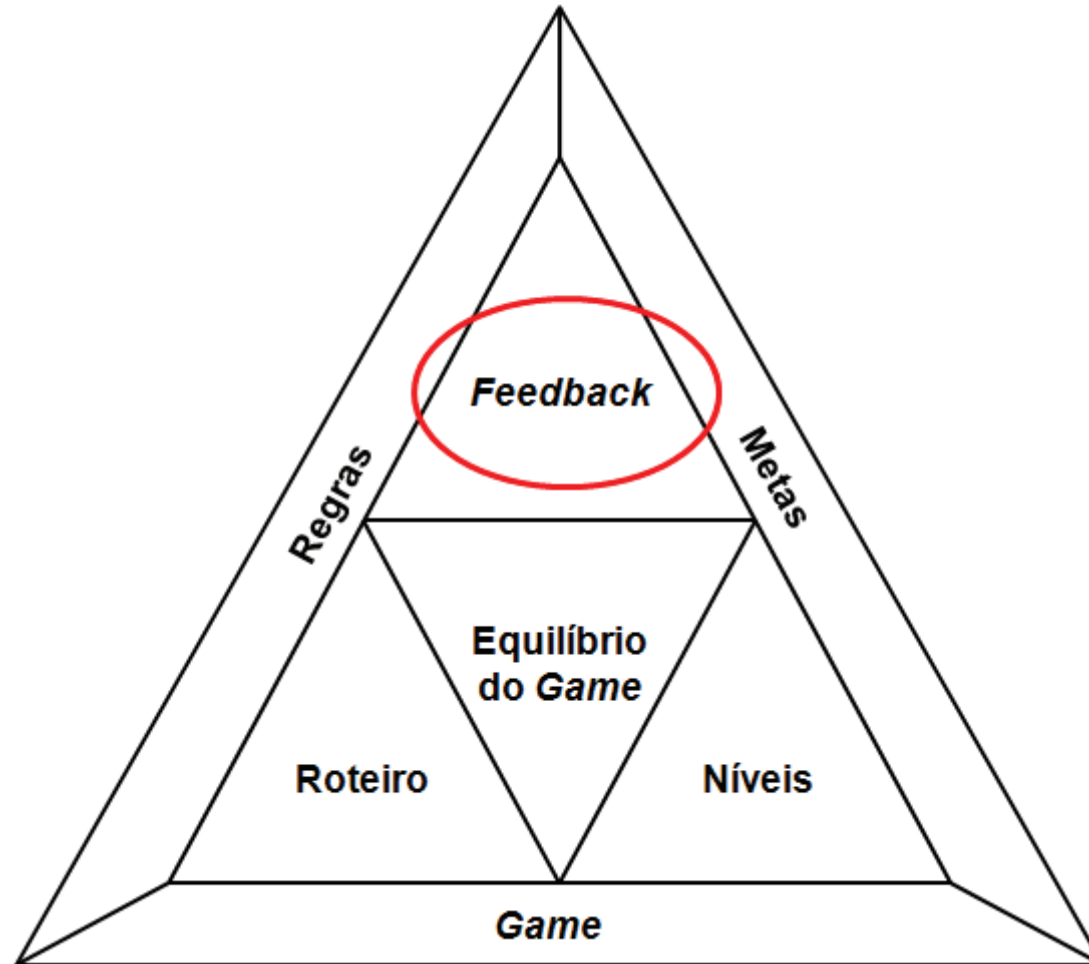 Feedback
Regras
Metas
Equilíbrio
do Game
Roteiro
Níveis
Game